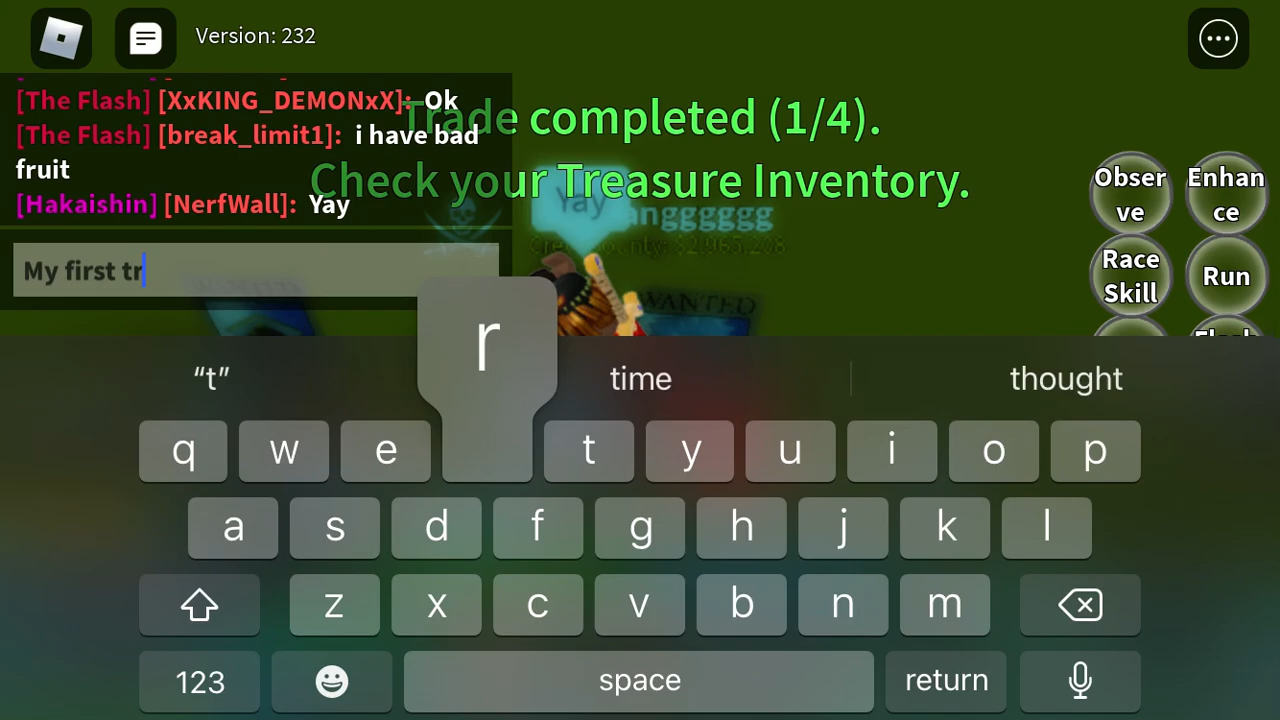 Version: 232
[The Flash] [XxKING_DEMONxX]: Ok
[The Flash] [break_limit1]: i have bad
fruit
[Hakaishin] [NerfWall]: Yay
Trade completed (1/4).
Check your Treasure Inventory.
Yay
My first tr
WANTED
Obser
ve
Enhan
ce
Race
Skill
Run
r
“t”
time
thought
q w e t y u i o p
a s d f g h j k l
z x c v b n m
123
space
return